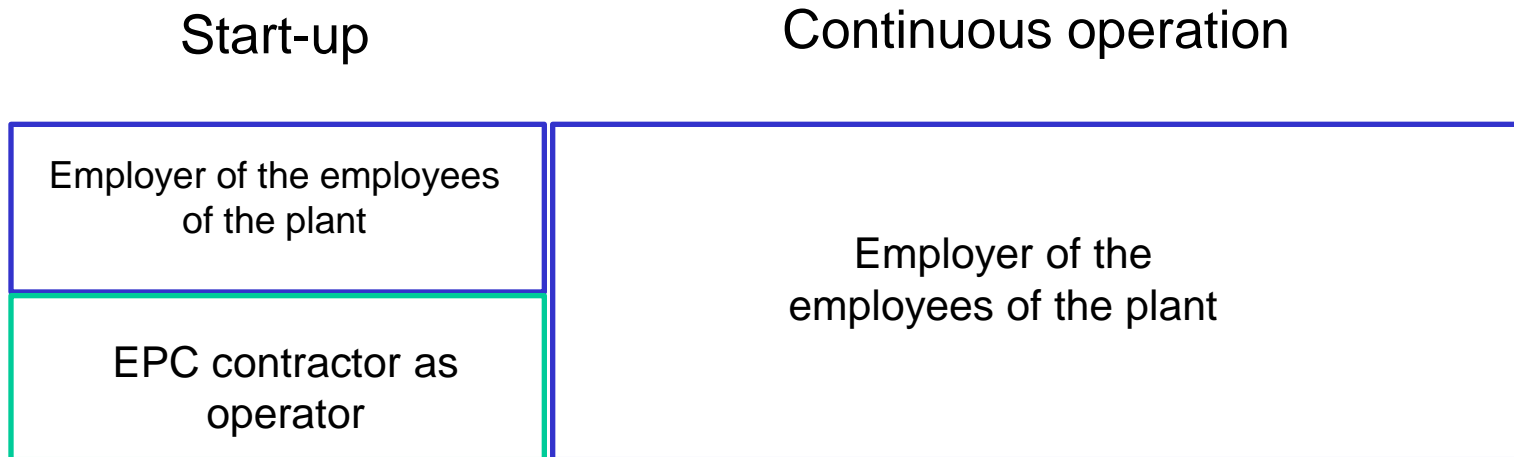 Start-up
Continuous operation
Employer of the employees
of the plant
EPC contractor as
operator
Employer of the
employees of the plant